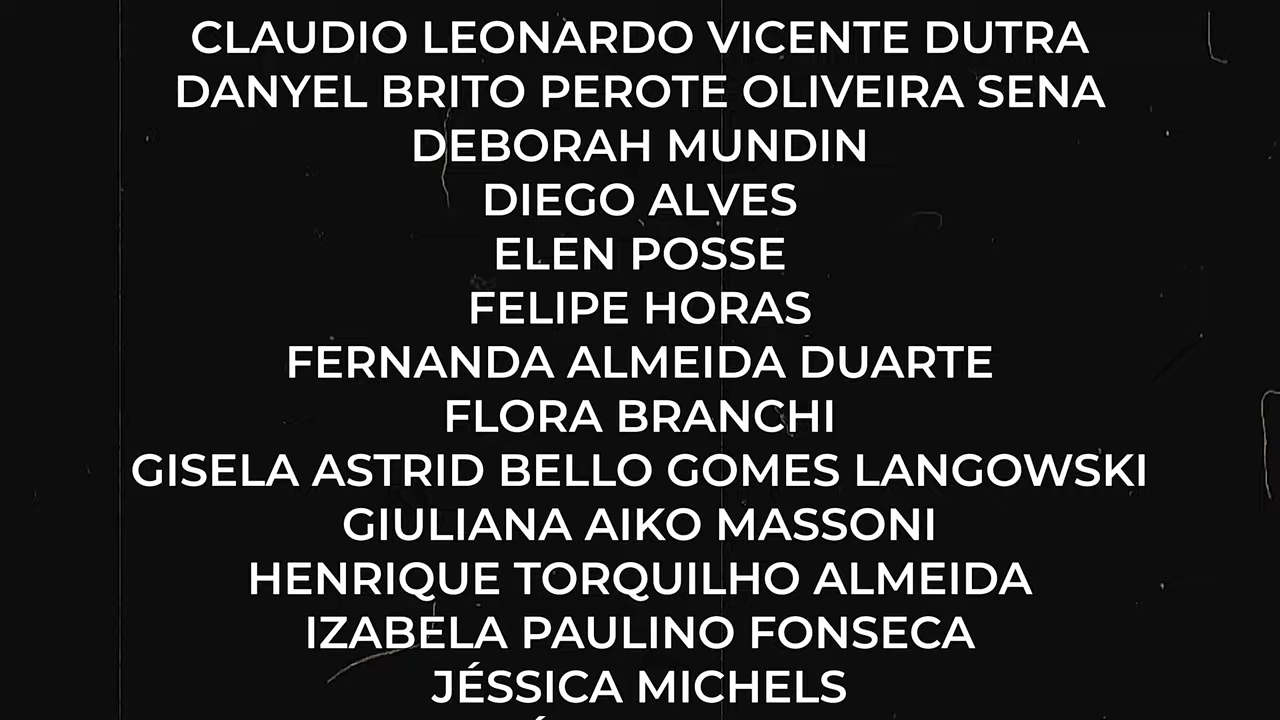 CLAUDIO LEONARDO VICENTE DUTRA
DANYEL BRITO PEROTE OLIVEIRA SENA
DEBORAH MUNDIN
DIEGO ALVES
ELEN POSSE
FELIPE HORAS
FERNANDA ALMEIDA DUARTE
FLORA BRANCHI
GISELA ASTRID BELLO GOMES LANGOWSKI
GIULIANA AIKO MASSONI
HENRIQUE TORQUILHO ALMEIDA
IZABELA PAULINO FONSECA
JÉSSICA MICHELS